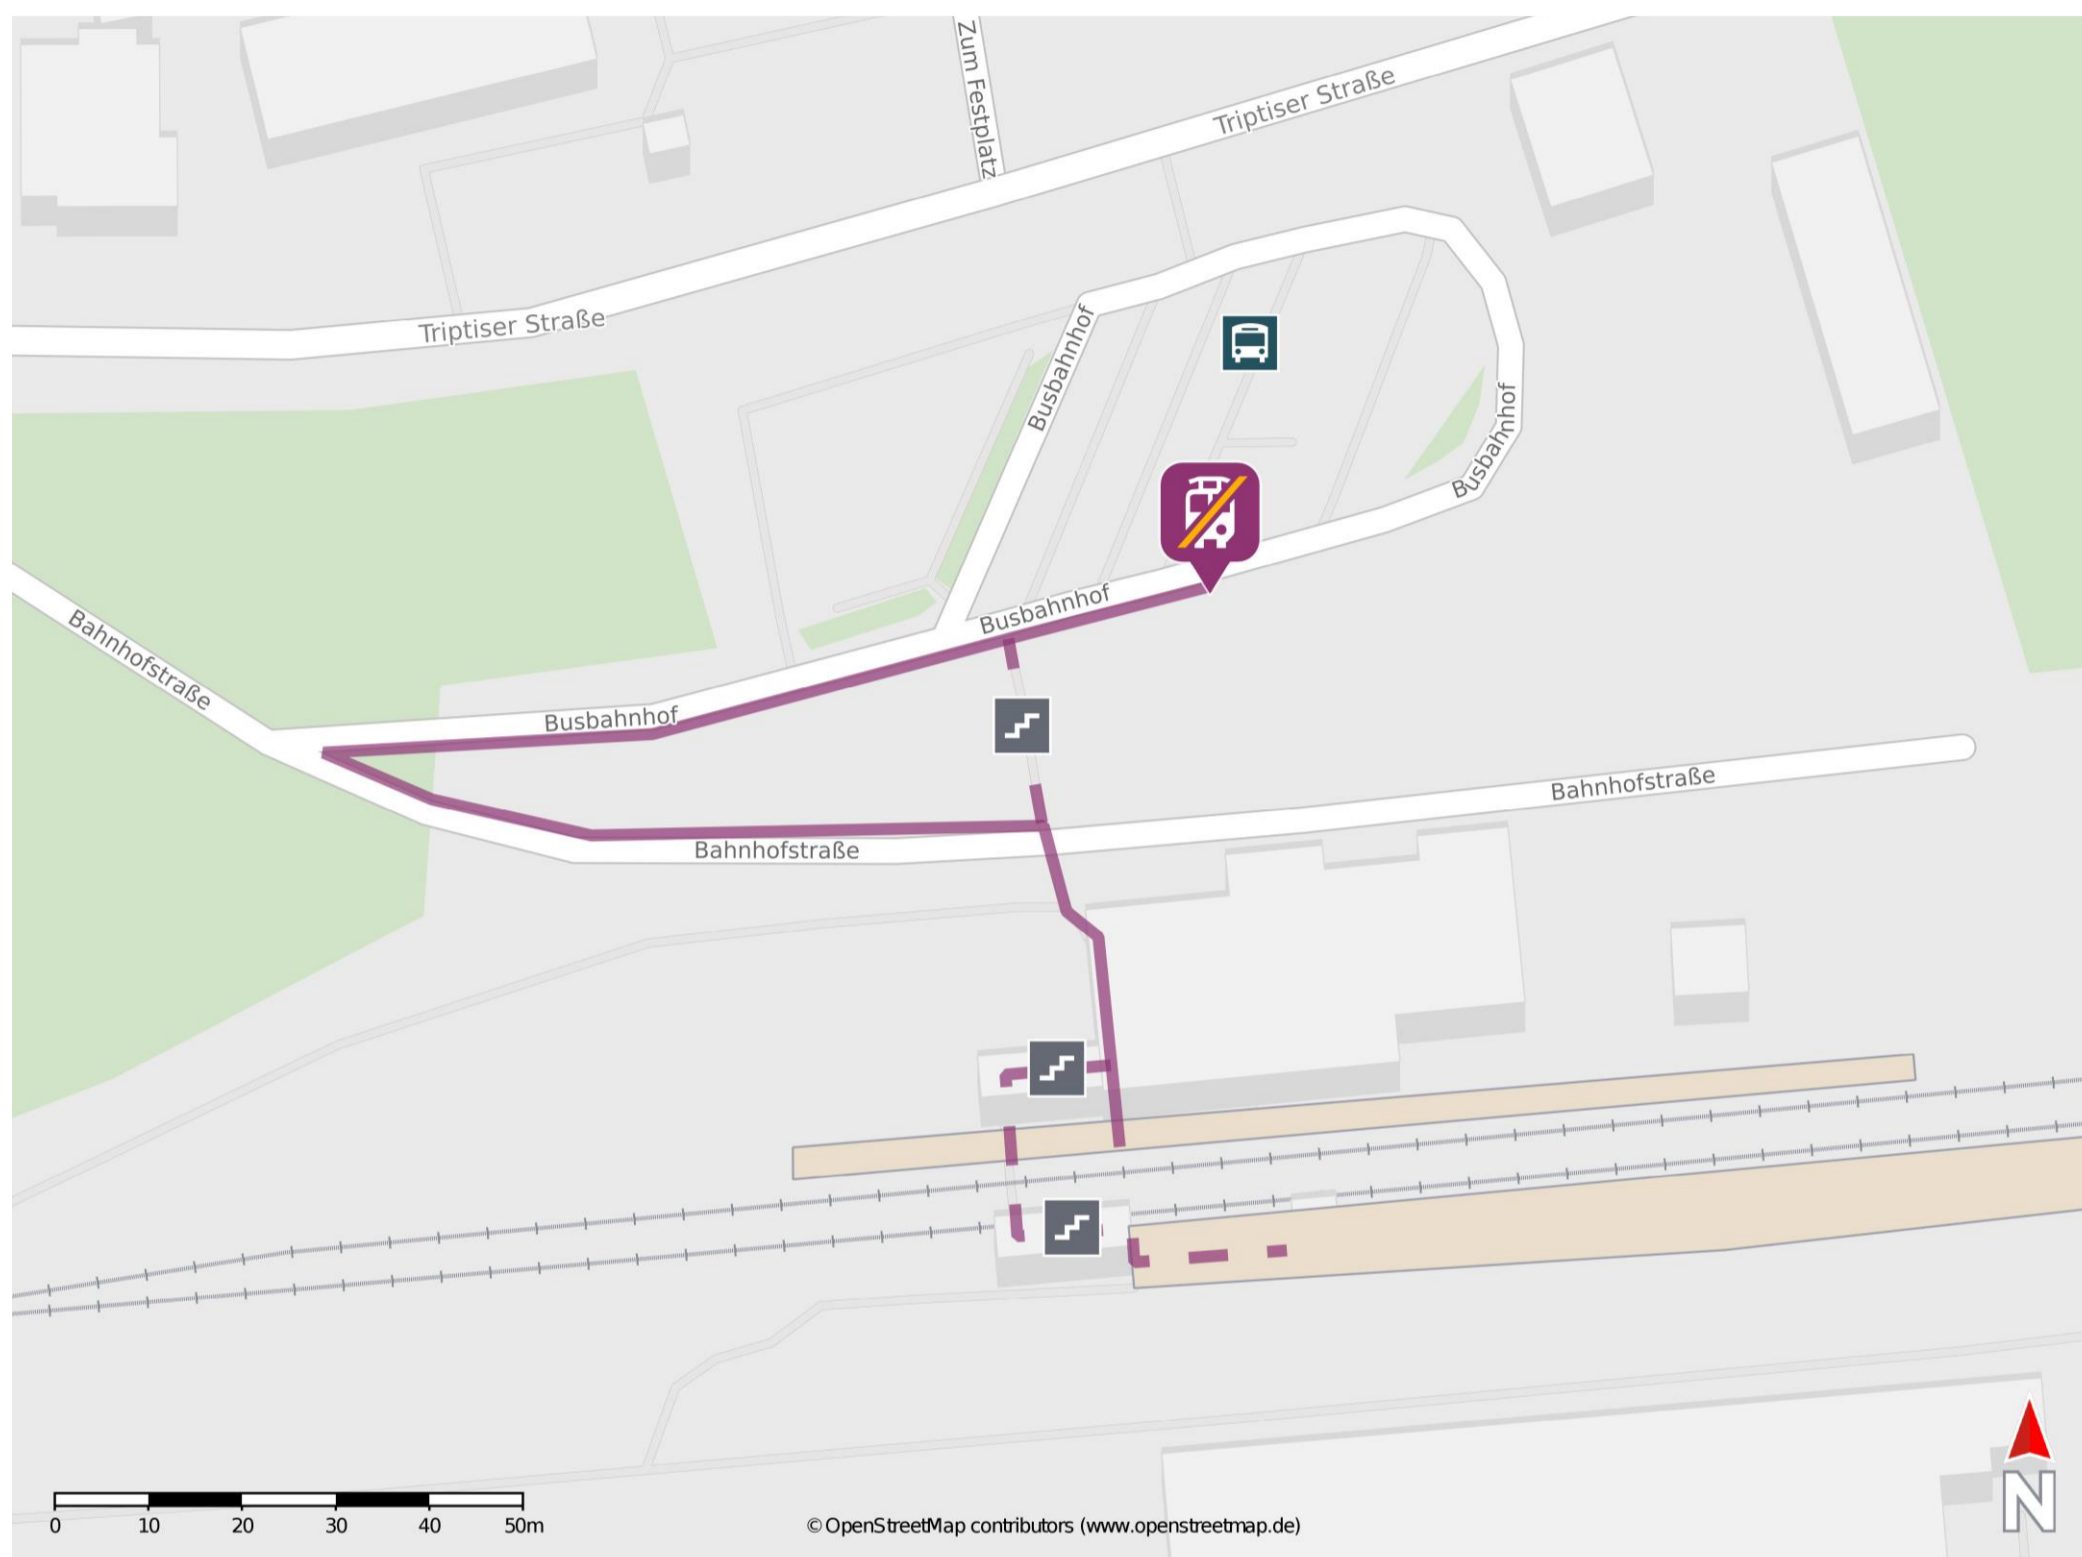 Zum Festplatz
Triptiser Straße
Triptiser Straße
Busbahnhof
Busbahnhof
Busbahnhof
Busbahnhof
Bahnhofstraße
Busbahnhof
Bahnhofstraße
Bahnhofstraße
0 10 20 30 40 50m
© OpenStreetMap contributors (www.openstreetmap.de)
N